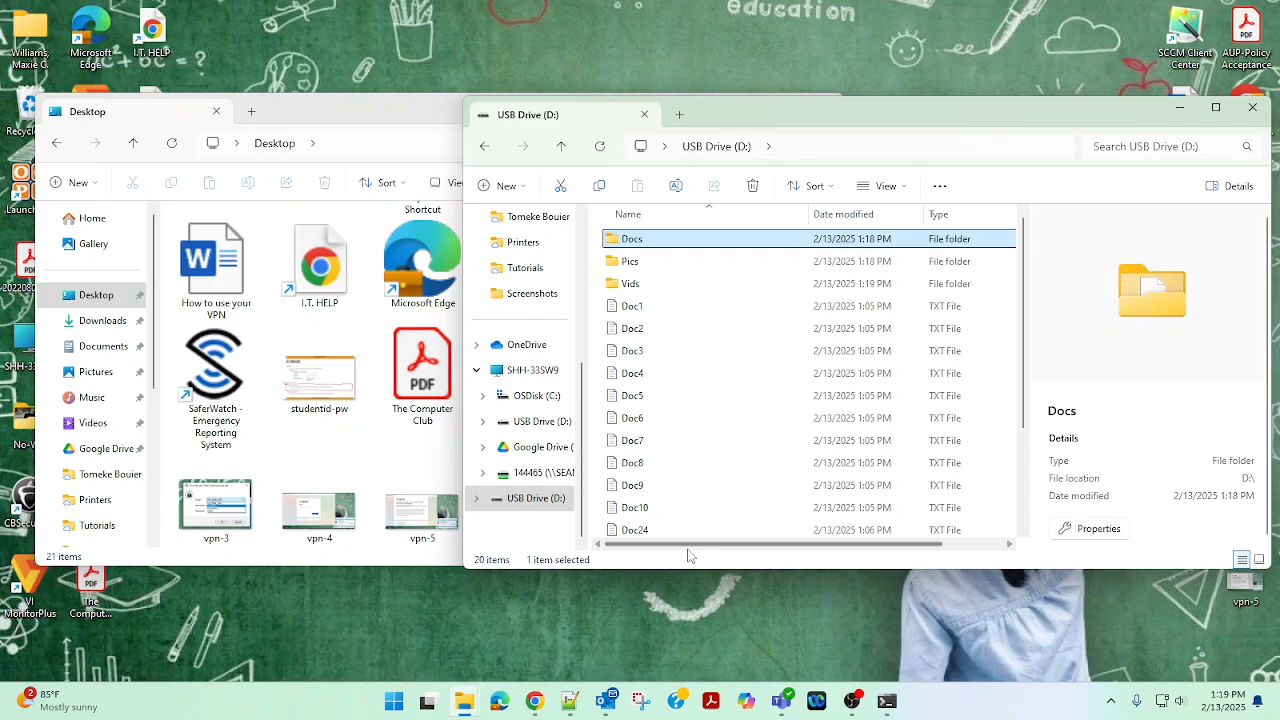 education
Williams, Maxie C.
Microsoft Edge
I.T. HELP
SCCM Client Center
AUP-Policy Acceptance
Desktop
USB Drive (D:)
Desktop
USB Drive (D:)
Search USB Drive (D:)
New
Sort
New
Sort
View
Details
Home
Gallery
Desktop
Downloads
Documents
Pictures
Music
Videos
Google Drive
Tomeke Bouier
Printers
Tutorials
Shortcut
How to use your VPN
I.T. HELP
Microsoft Edge
SaferWatch - Emergency Reporting System
studentid-pw
The Computer Club
vpn-3
vpn-4
vpn-5
21 items
Tomeke Bouier
Printers
Tutorials
Screenshots
OneDrive
OSDisk (C:)
USB Drive (D:)
Google Drive (
USB Drive (D:)
Name Date modified Type
Docs 2/13/2025 1:18 PM File folder
Pics 2/13/2025 1:18 PM File folder
Vids 2/13/2025 1:19 PM File folder
Doc1 2/13/2025 1:05 PM TXT File
Doc2 2/13/2025 1:06 PM TXT File
Doc3 2/13/2025 1:05 PM TXT File
Doc4 2/13/2025 1:05 PM TXT File
Doc5 2/13/2025 1:05 PM TXT File
Doc6 2/13/2025 1:05 PM TXT File
Doc7 2/13/2025 1:05 PM TXT File
Doc8 2/13/2025 1:05 PM TXT File
Doc9 2/13/2025 1:05 PM TXT File
Doc10 2/13/2025 1:05 PM TXT File
Doc24 2/13/2025 1:06 PM TXT File
20 items 1 item selected
Docs
Details
Type File folder
File location D:\
2/13/2025 1:18 PM
Properties
PDF
MonitorPlus
The Comput...
vpn-5
2
85°F
Mostly sunny
1:19 PM
2/13/2025